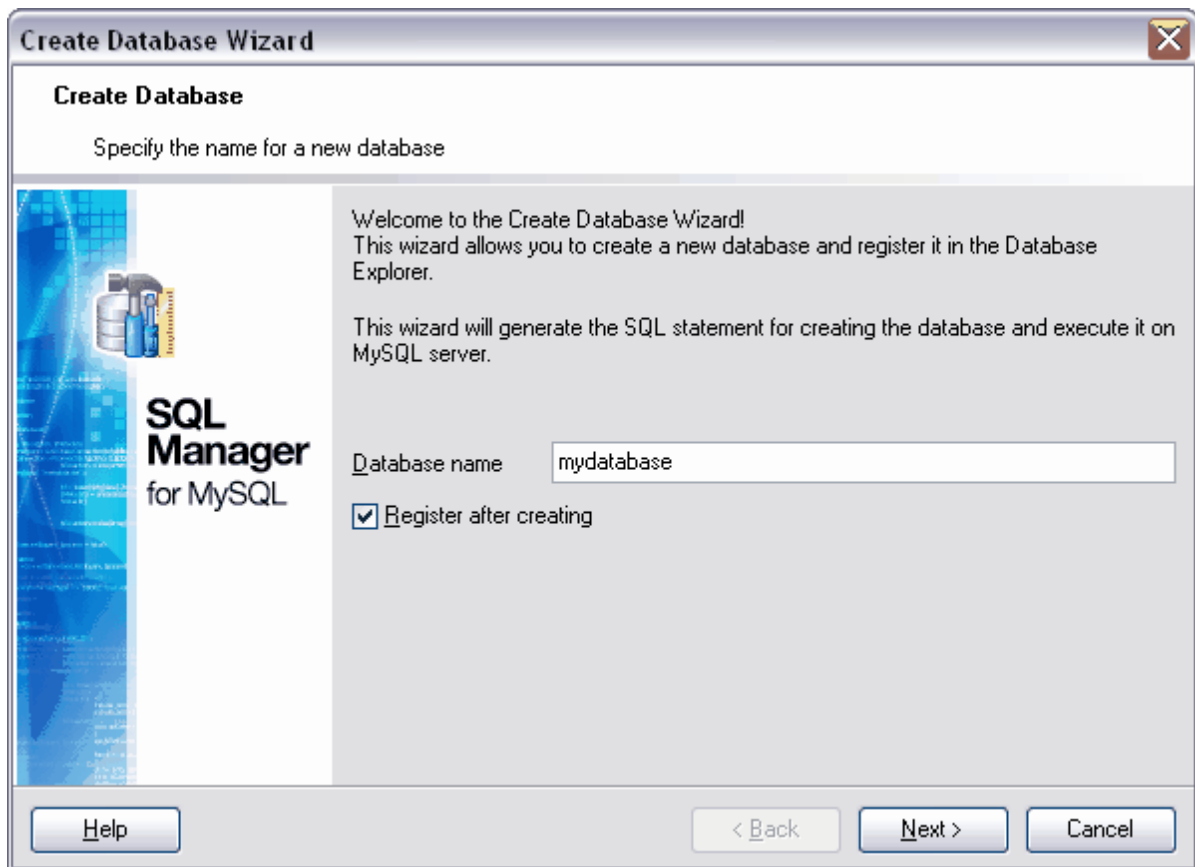 Create Database Wizard
Create Database
Specify the name for a new database
Welcome to the Create Database Wizard!
This wizard allows you to create a new database and register it in the Database
Explorer.
This wizard will generate the SQL statement for creating the database and execute it on
MySQL server.
SQL
Manager
for MySQL
Database name
mydatabase
Register after creating
Help
< Back
Next >
Cancel